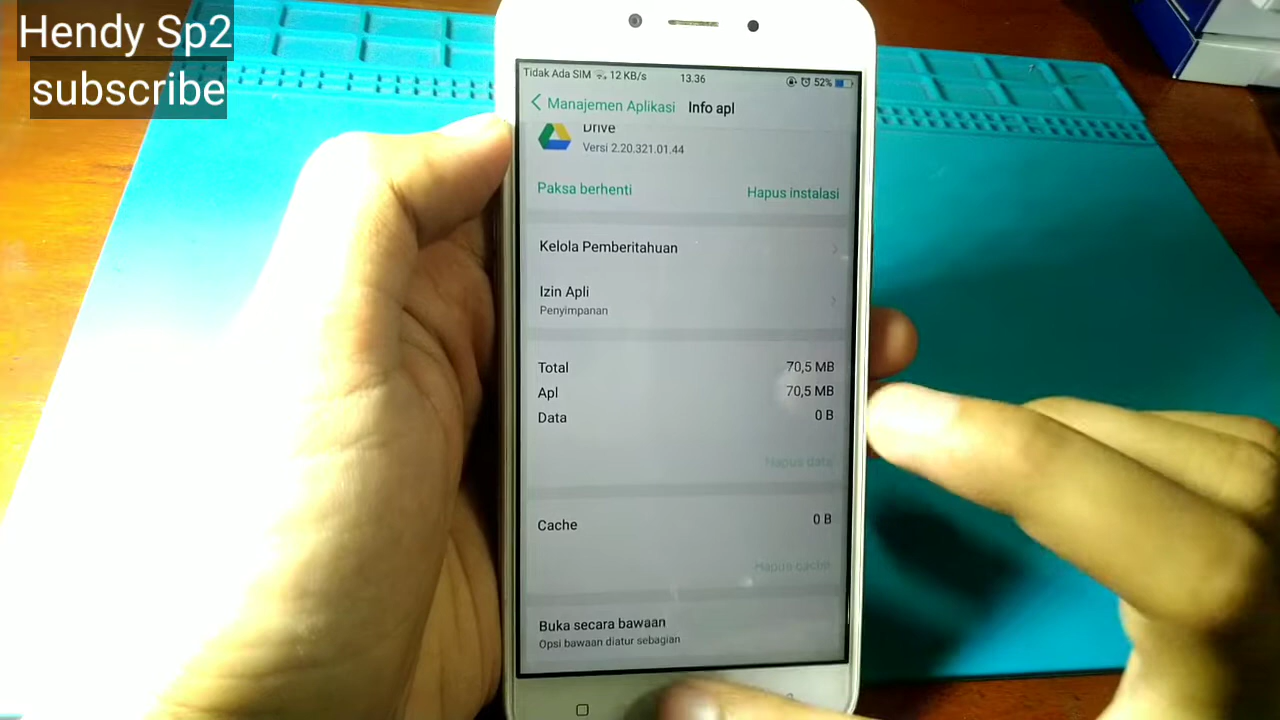 Hendy Sp2
subscribe
Tidak Ada SIM 12 KB/s 13.36 52%
Manajemen Aplikasi Info apl
Drive
Versi 2.20.321.01.44
Paksa berhenti Hapus instalasi
Kelola Pemberitahuan
Izin Apli
Penyimpanan
Total 70,5 MB
Apl 70,5 MB
Data 0 B
Hapus data
Cache 0 B
Hapus cache
Buka secara bawaan
Opsi bawaan diatur sebagian